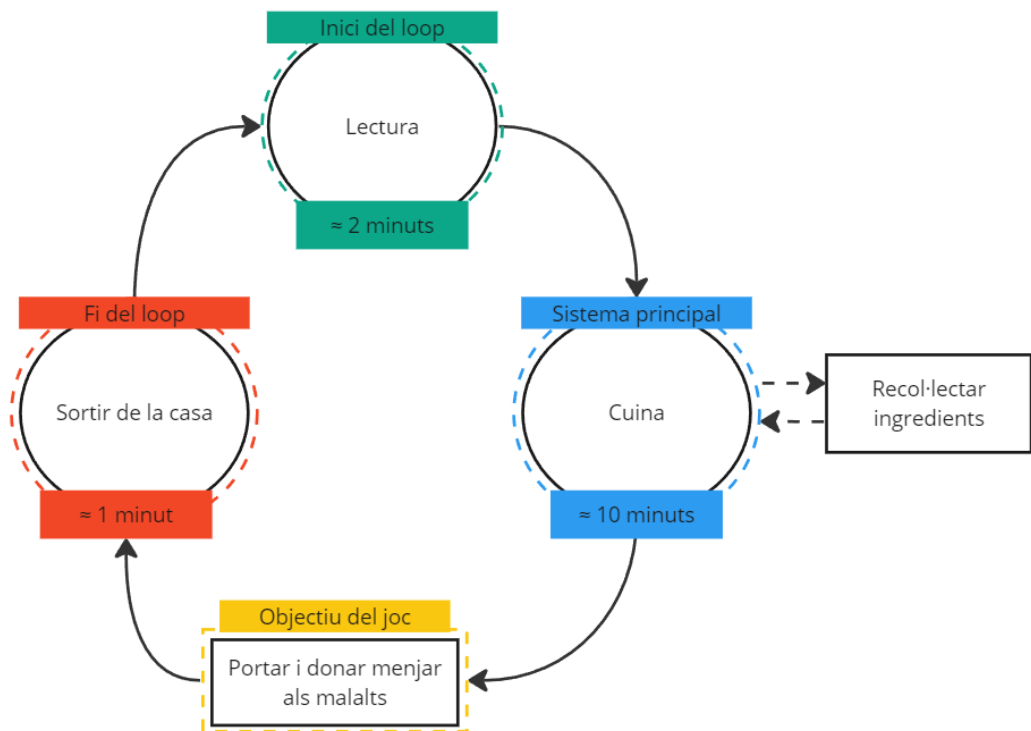 Inici del loop
Lectura
≈ 2 minuts
Sistema principal
Cuina
≈ 10 minuts
Recol·lectar
ingredients
Objectiu del joc
Portar i donar menjar
als malalts
Fi del loop
Sortir de la casa
≈ 1 minut